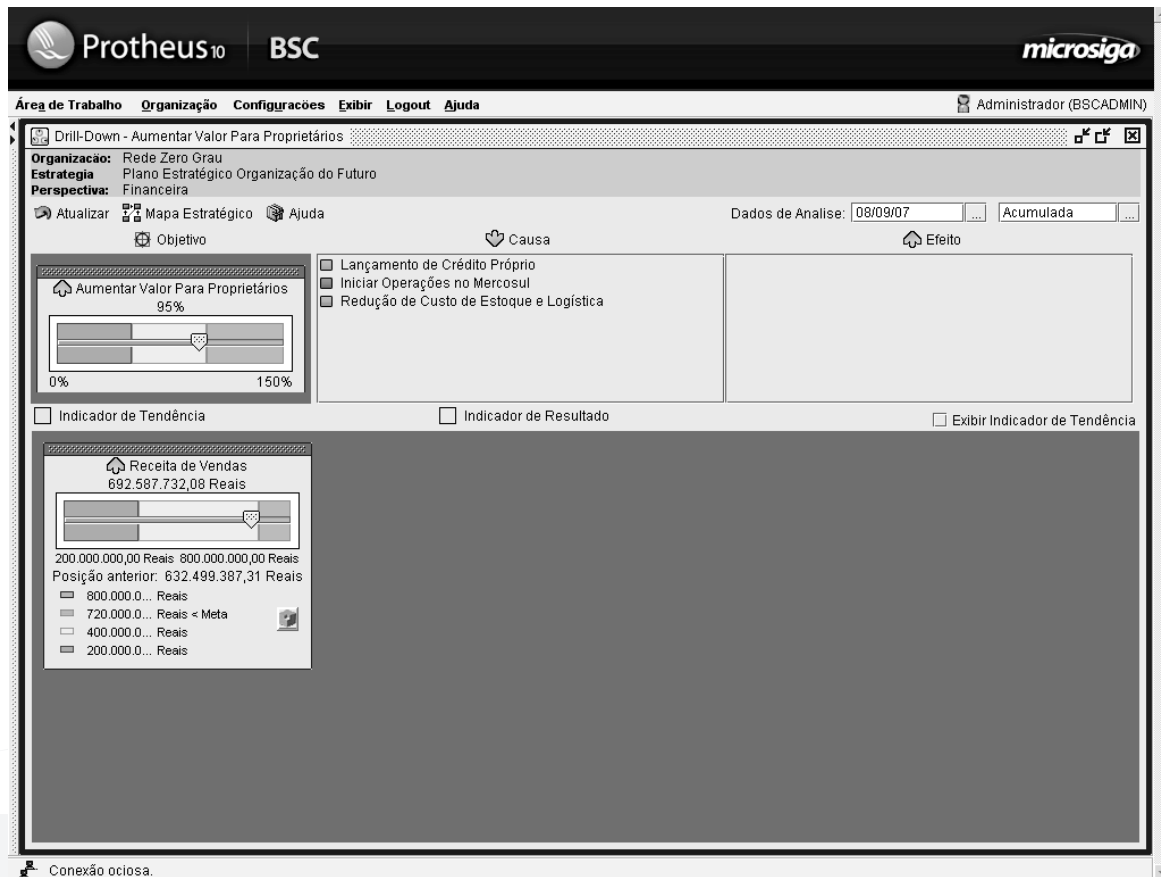 Protheus 10 BSC microsiga
Área de Trabalho Organização Configuracões Exibir Logout Ajuda Administrador (BSCADMIN)
Drill-Down - Aumentar Valor Para Proprietários
Organizacão: Rede Zero Grau
Estrategia Plano Estratégico Organização do Futuro
Perspectiva: Financeira
Atualizar Mapa Estratégico Ajuda Dados de Analise: 08/09/07 ... Acumulada ...
Objetivo Causa Efeito
Aumentar Valor Para Proprietários
95%
0% 150%
Lançamento de Crédito Próprio
Iniciar Operações no Mercosul
Redução de Custo de Estoque e Logística
Indicador de Tendência Indicador de Resultado Exibir Indicador de Tendência
Receita de Vendas
692.587.732,08 Reais
200.000.000,00 Reais 800.000.000,00 Reais
Posição anterior: 632.499.387,31 Reais
800.000.0... Reais
720.000.0... Reais < Meta
400.000.0... Reais
200.000.0... Reais
Conexão ociosa.